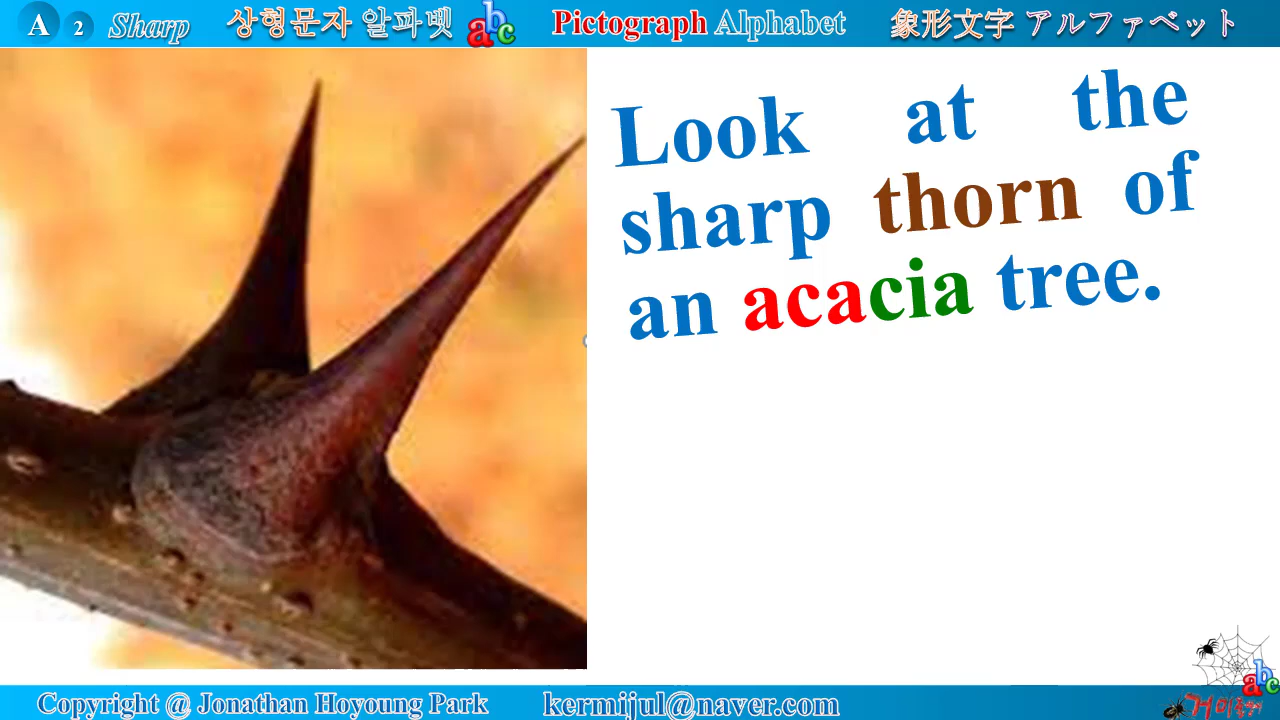 A 2 Sharp 상형문자 알파벳 abc Pictograph Alphabet 象形文字 アルファベット
Look at the
sharp thorn of
an acacia tree.
abc
Copyright @ Jonathan Hoyoung Park kermijul@naver.com